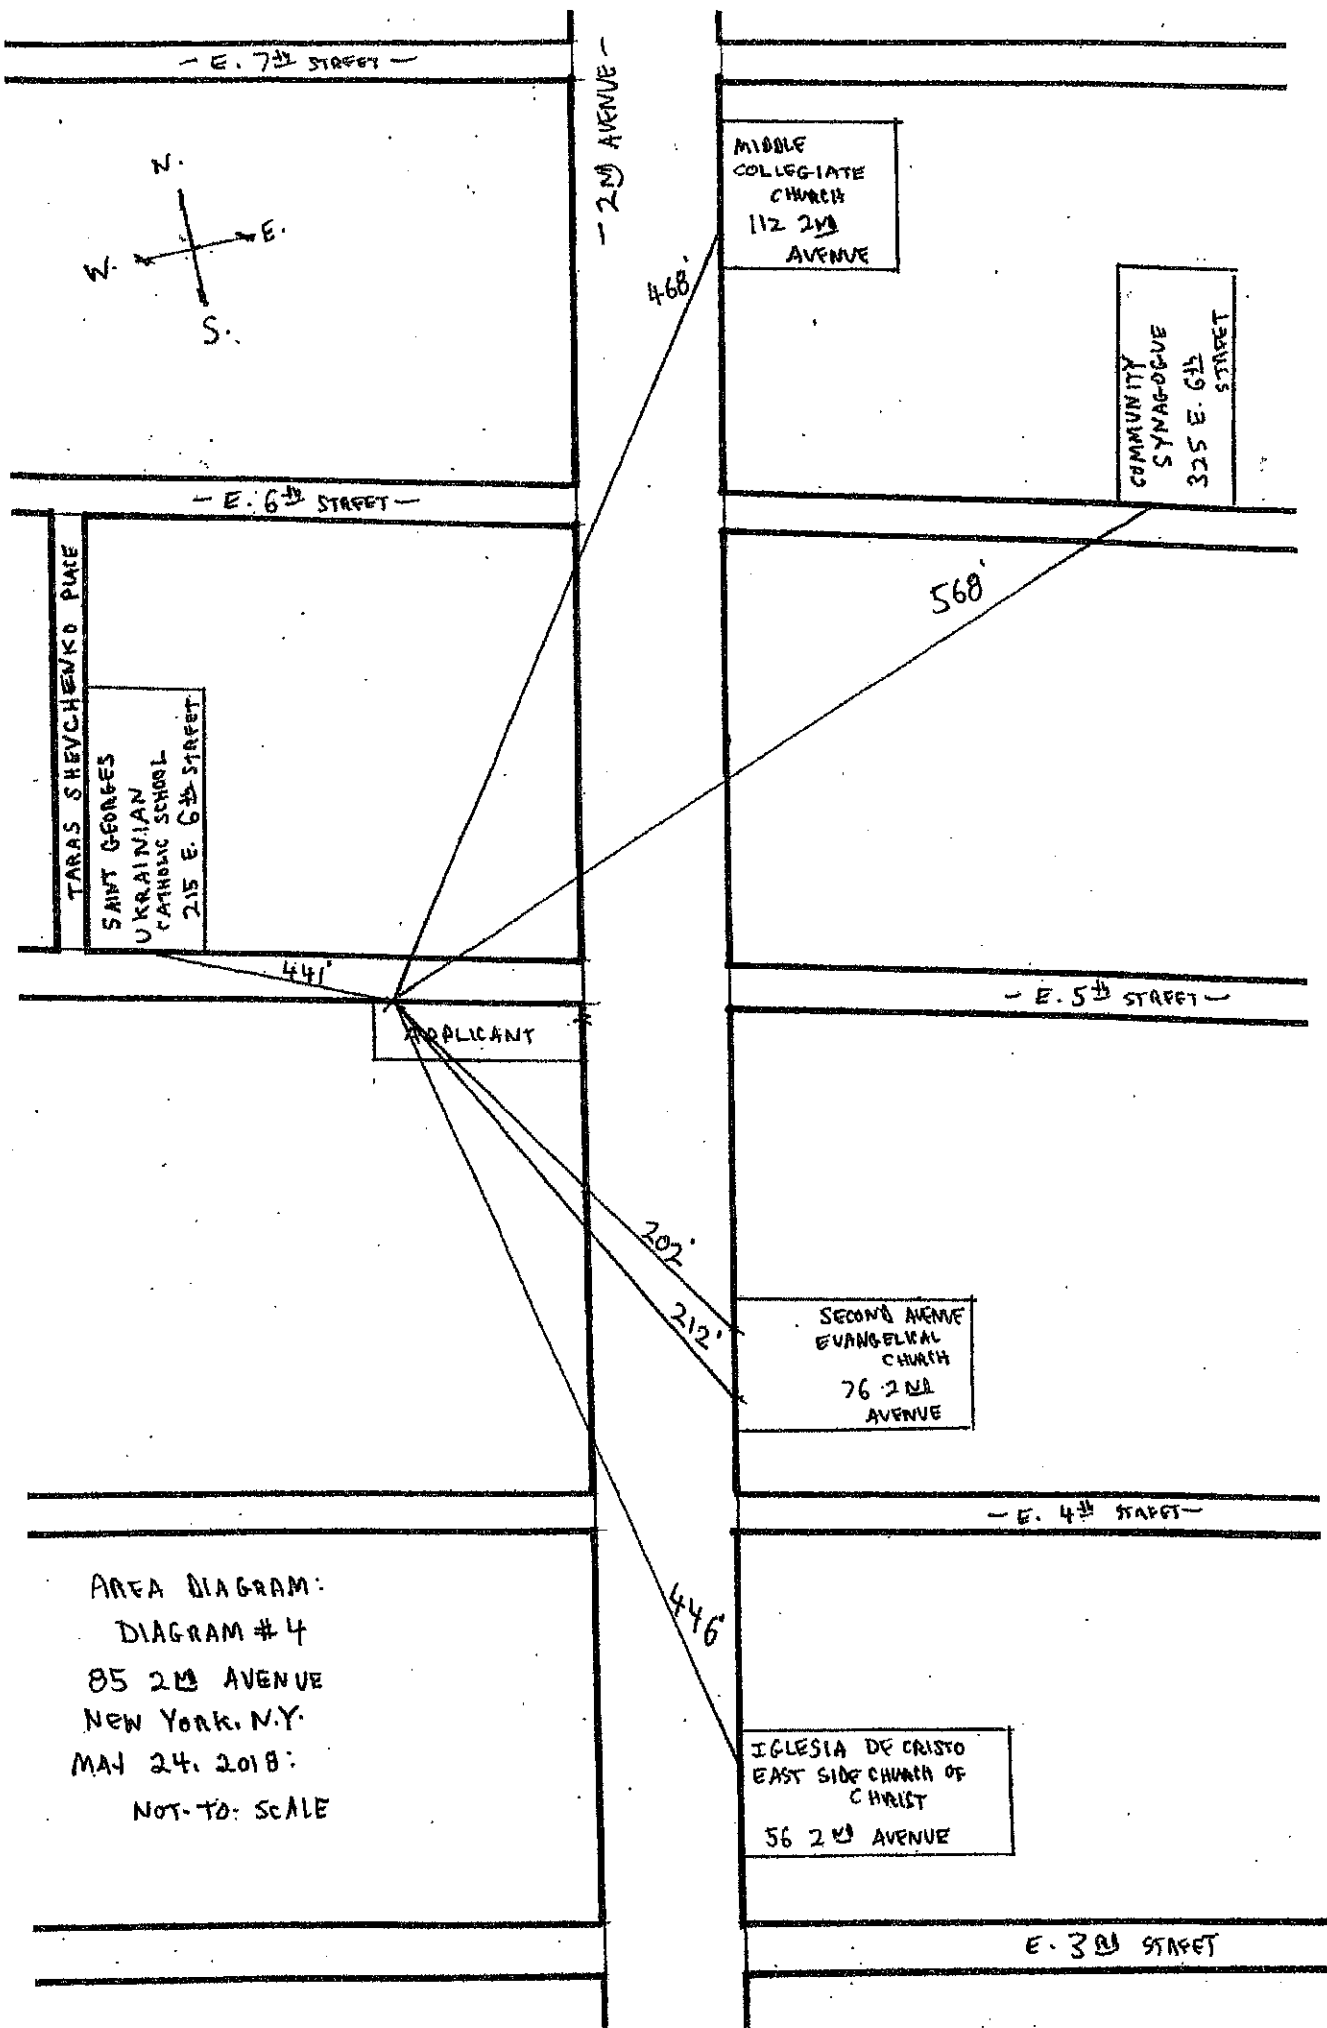 - E. 7th STREET -
- 2ND AVENUE -
N.
W.
E.
S.
MIDDLE
COLLEGIATE
CHURCH
112 2ND
AVENUE
468'
COMMUNITY
SYNAGOGUE
325 E. 6th
STREET
- E. 6th STREET -
568'
TARAS SHEVCHENKO PLACE
SAINT GEORGES
UKRAINIAN
CATHOLIC SCHOOL
215 E. 6th STREET
441'
- E. 5th STREET -
APPLICANT
202'
212'
SECOND AVENUE
EVANGELICAL
CHURCH
76 2ND
AVENUE
- E. 4th STREET -
AREA DIAGRAM:
DIAGRAM # 4
85 2ND AVENUE
NEW YORK. N.Y.
MAY 24. 2018:
NOT-TO: SCALE
446'
IGLESIA DE CRISTO
EAST SIDE CHURCH OF
CHRIST
56 2ND AVENUE
E. 3RD STREET